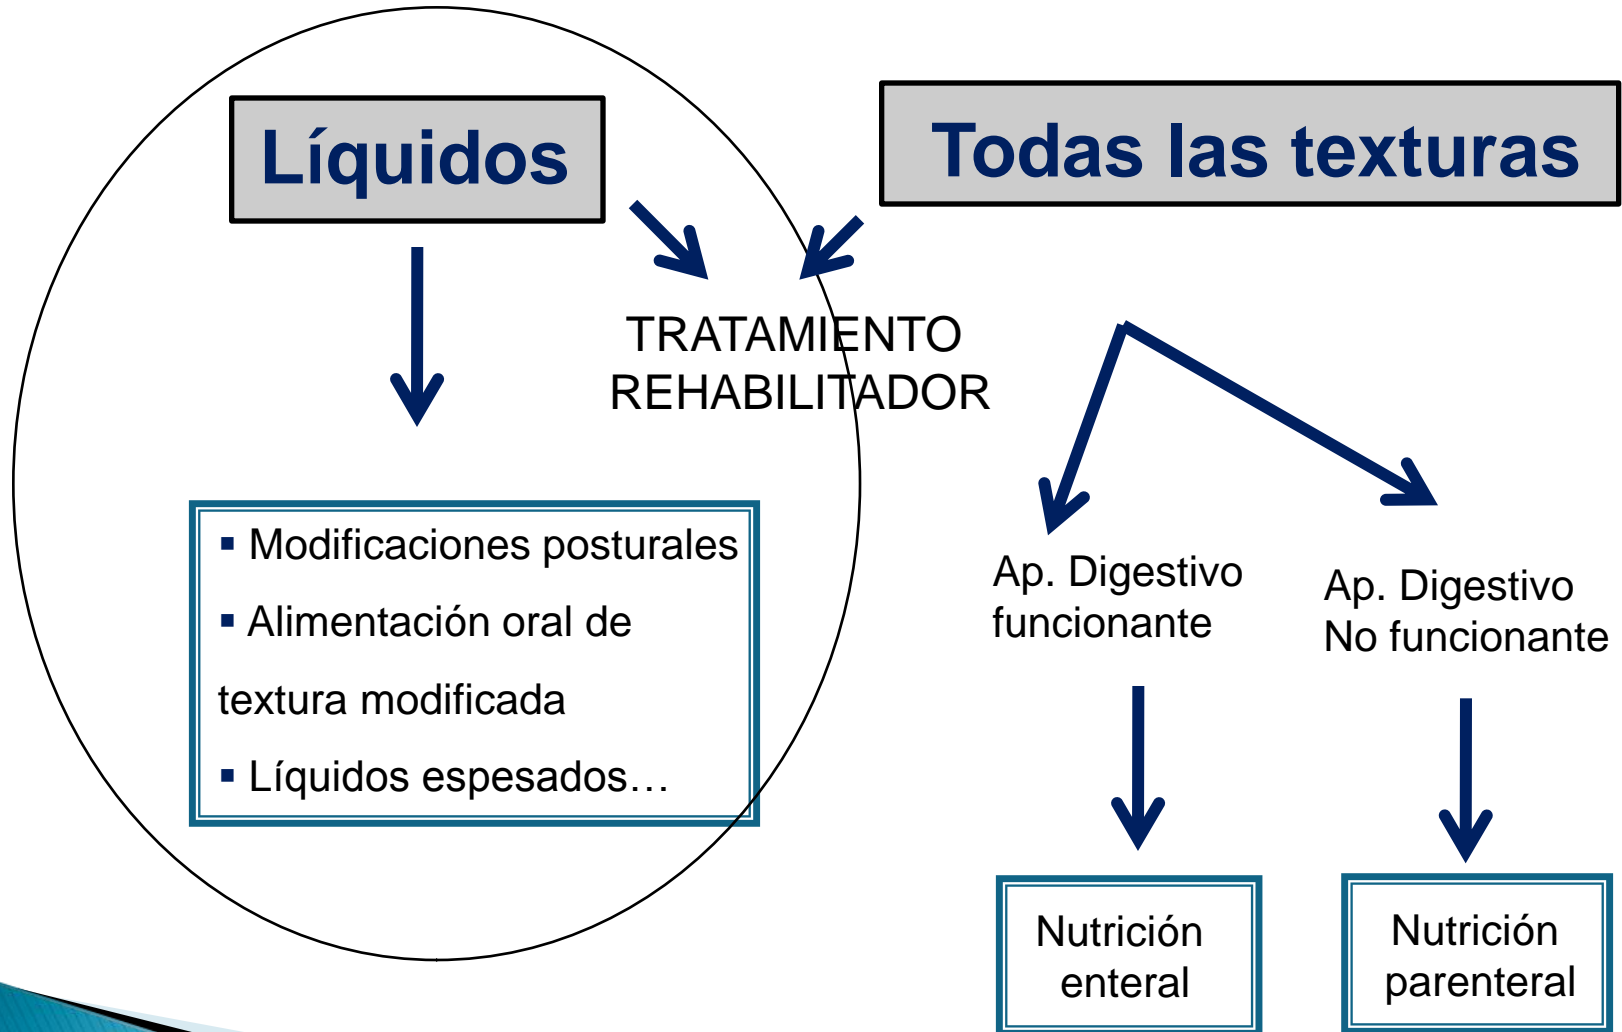 Líquidos
Todas las texturas
TRATAMIENTO
REHABILITADOR
▪ Modificaciones posturales
▪ Alimentación oral de
textura modificada
▪ Líquidos espesados…
Ap. Digestivo
funcionante
Ap. Digestivo
No funcionante
Nutrición
enteral
Nutrición
parenteral